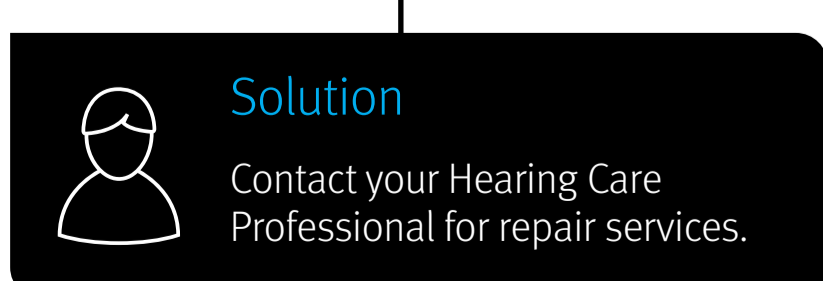 Solution
Contact your Hearing Care
Professional for repair services.